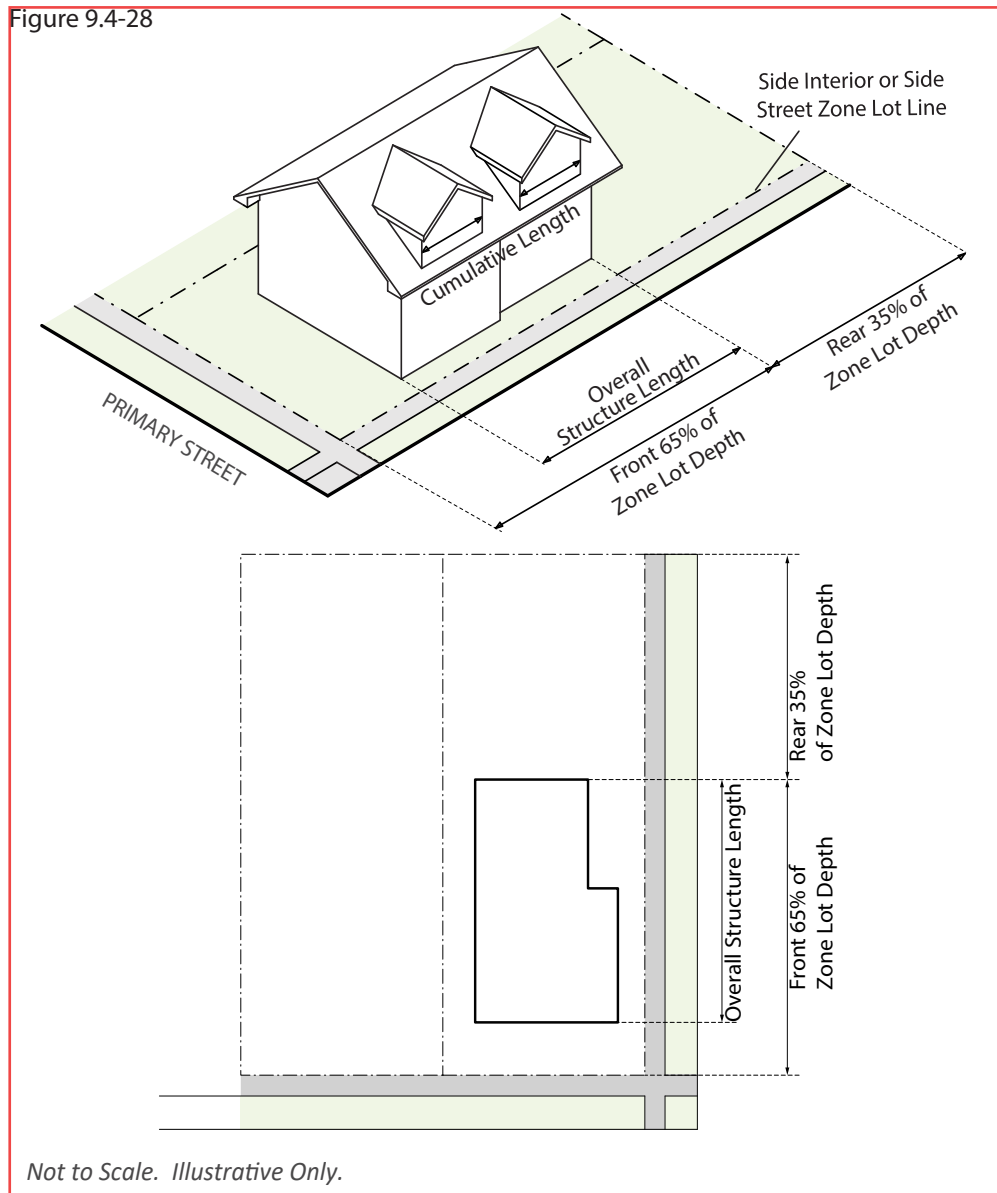 Figure 9.4-28
Side Interior or Side
Street Zone Lot Line
Cumulative Length
Rear 35% of
Zone Lot Depth
Overall
Structure Length
Front 65% of
Zone Lot Depth
PRIMARY STREET
Rear 35%
of Zone Lot Depth
Overall Structure Length
Front 65% of
Zone Lot Depth
Not to Scale. Illustrative Only.